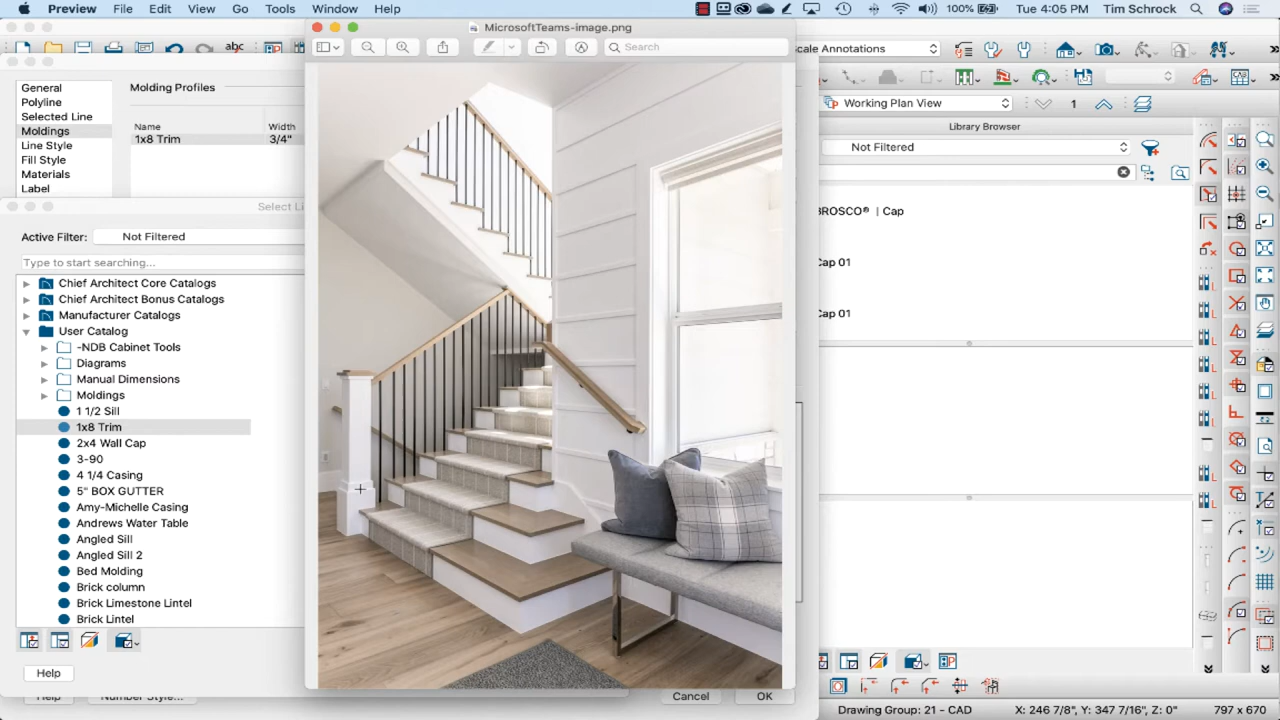 Preview File Edit View Go Tools Window Help
100% Tue 4:05 PM Tim Schrock
MicrosoftTeams-image.png
Search
cale Annotations
abc
General
Polyline
Selected Line
Moldings
Line Style
Fill Style
Materials
Label
Molding Profiles
Name Width
1x8 Trim 3/4"
Working Plan View
1
Library Browser
Not Filtered
BROSCO® | Cap
Cap 01
Cap 01
Select Li
Active Filter: Not Filtered
Type to start searching...
Chief Architect Core Catalogs
Chief Architect Bonus Catalogs
Manufacturer Catalogs
User Catalog
-NDB Cabinet Tools
Diagrams
Manual Dimensions
Moldings
1 1/2 Sill
1x8 Trim
2x4 Wall Cap
3-90
4 1/4 Casing
5" BOX GUTTER
Amy-Michelle Casing
Andrews Water Table
Angled Sill
Angled Sill 2
Bed Molding
Brick column
Brick Limestone Lintel
Brick Lintel
Help
Help Number Style... Cancel OK
Drawing Group: 21 - CAD X: 246 7/8", Y: 347 7/16", Z: 0" 797 x 670